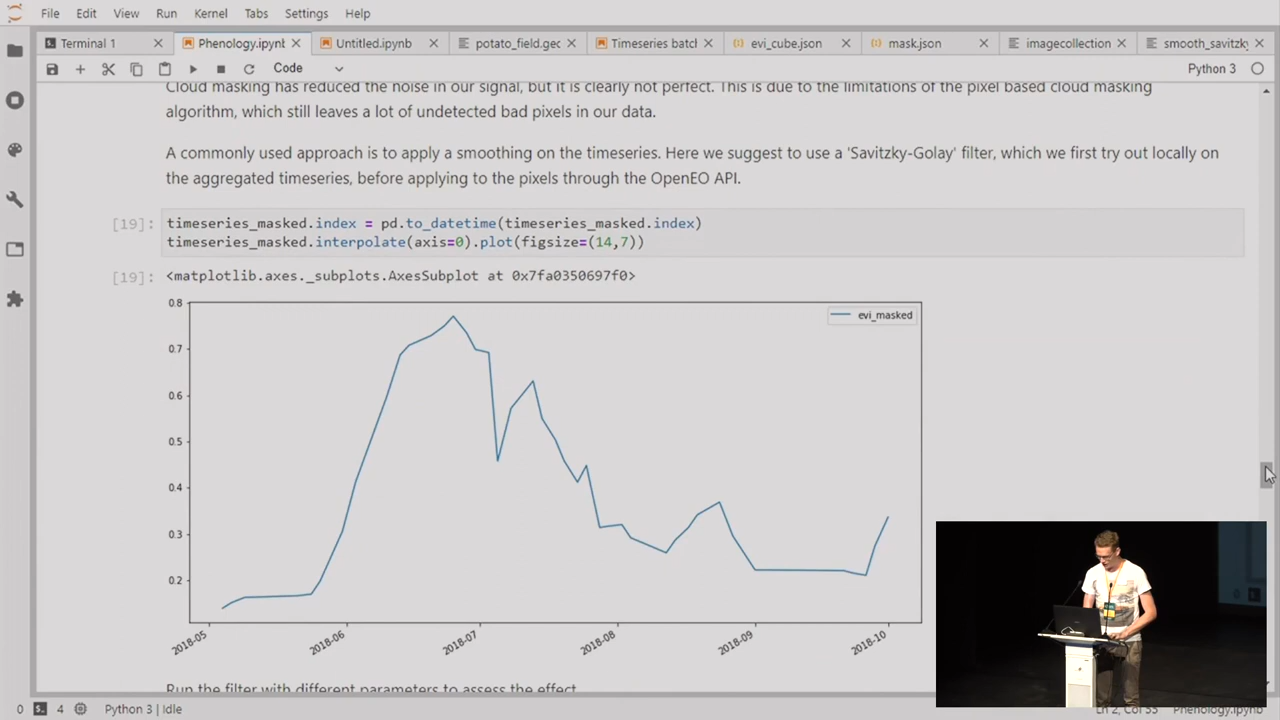 File Edit View Run Kernel Tabs Settings Help
Terminal 1 Phenology.ipynb Untitled.ipynb potato_field.geo Timeseries batch evi_cube.json mask.json imagecollection smooth_savitzky
Code Python 3
Cloud masking has reduced the noise in our signal, but it is clearly not perfect. This is due to the limitations of the pixel based cloud masking
algorithm, which still leaves a lot of undetected bad pixels in our data.
A commonly used approach is to apply a smoothing on the timeseries. Here we suggest to use a 'Savitzky-Golay' filter, which we first try out locally on
the aggregated timeseries, before applying to the pixels through the OpenEO API.
[19]: timeseries_masked.index = pd.to_datetime(timeseries_masked.index)
timeseries_masked.interpolate(axis=0).plot(figsize=(14,7))
[19]: <matplotlib.axes._subplots.AxesSubplot at 0x7fa0350697f0>
0.8
evi_masked
0.7
0.6
0.5
0.4
0.3
0.2
2018-05 2018-06 2018-07 2018-08 2018-09 2018-10
Run the filter with different parameters to assess the effect
0 4 Python 3 | Idle Ln 2, Col 53 Phenology.ipynb